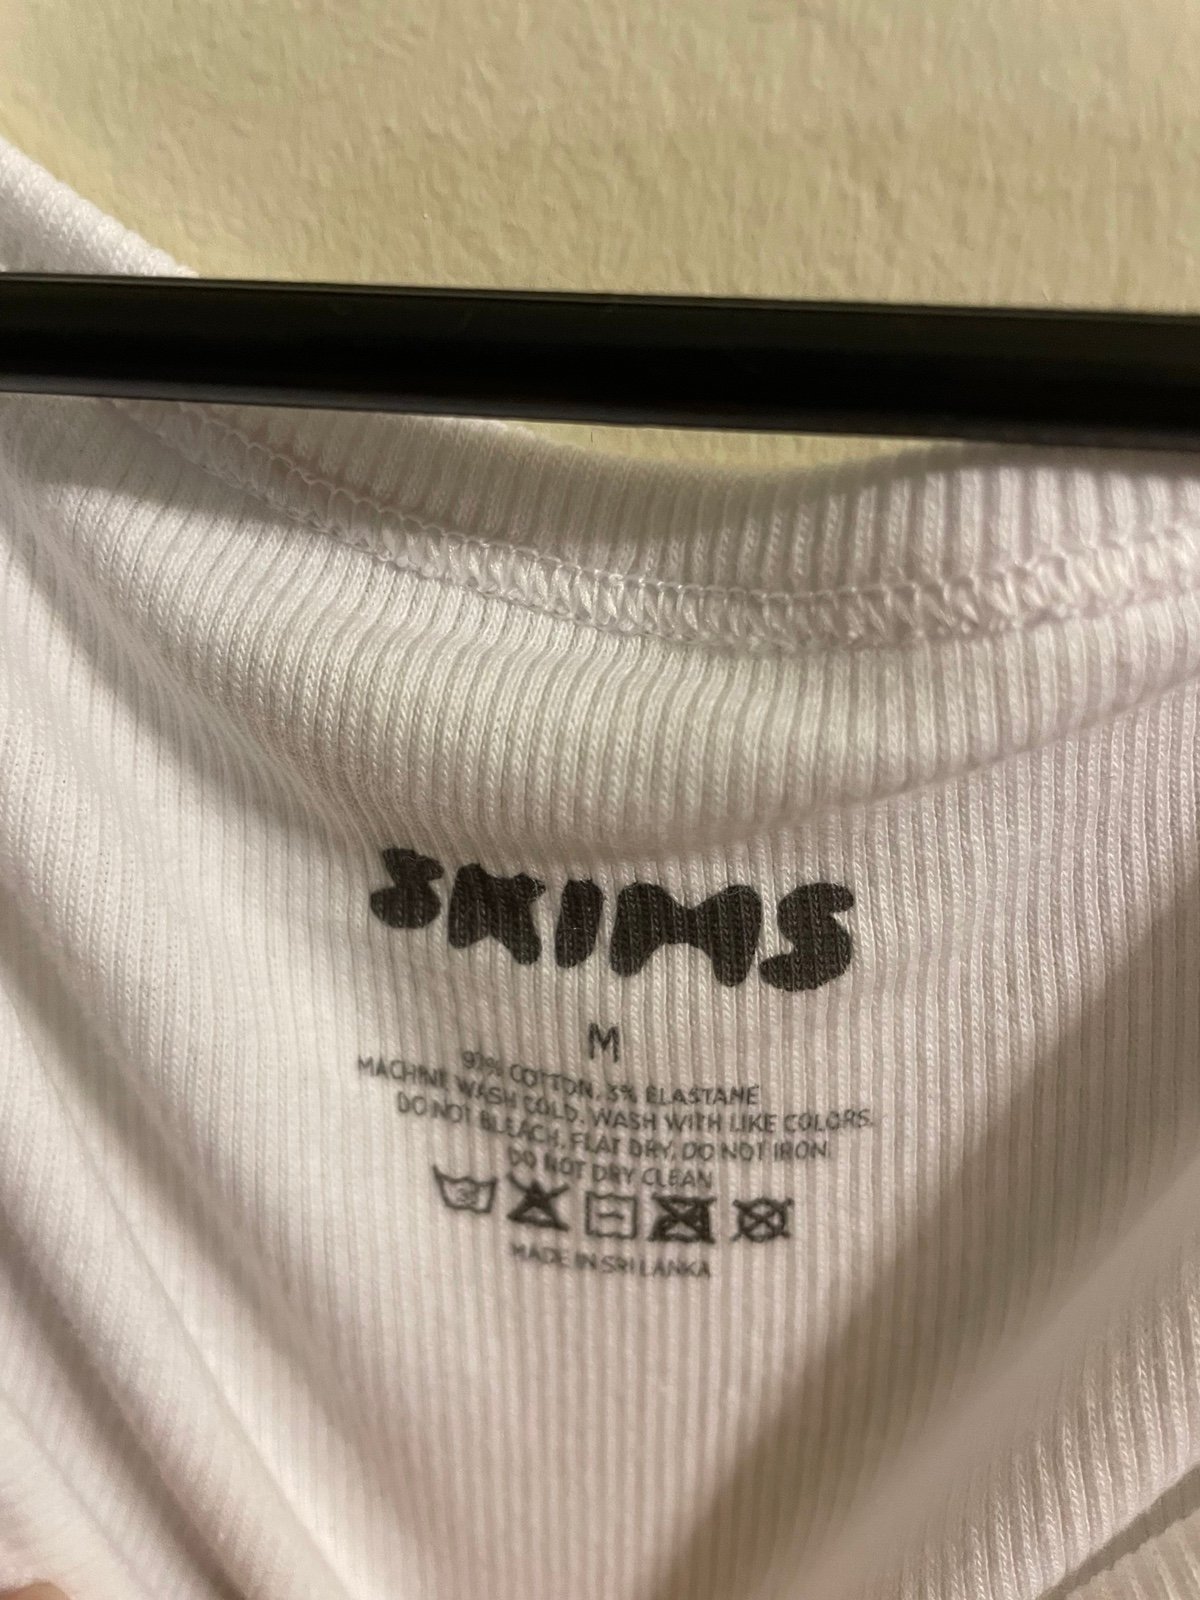 SKIMS
M
97% COTTON, 3% ELASTANE
MACHINE WASH COLD. WASH WITH LIKE COLORS.
DO NOT BLEACH. FLAT DRY, DO NOT IRON.
DO NOT DRY CLEAN
30
MADE IN SRI LANKA